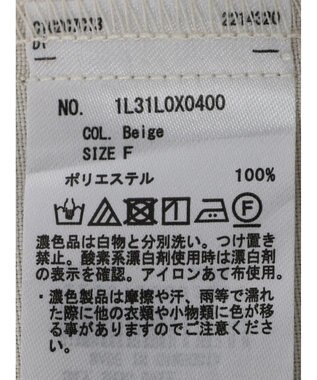 2214320
NO. 1L31L0X0400
COL. Beige
SIZE F
ポリエステル 100%
F
濃色品は白物と分別洗い。つけ置き
禁止。酸素系漂白剤使用時は漂白剤
の表示を確認。アイロンあて布使用。
・濃色製品は摩擦や汗、雨等で濡れ
た際に他の衣類や小物類に色が移
る事がありますのでご注意くださ
い。